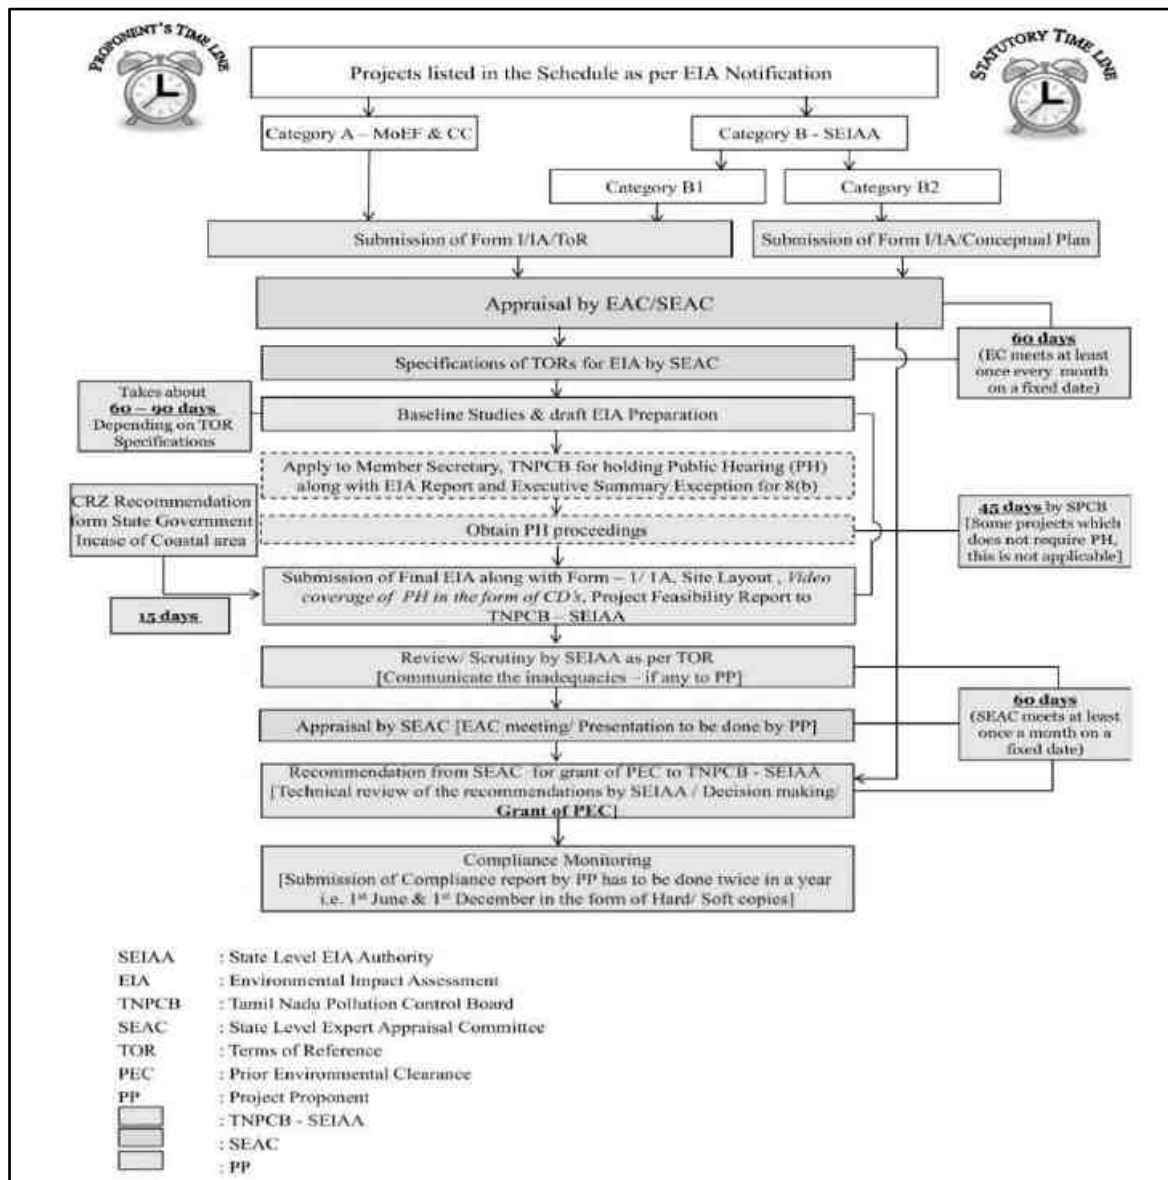 PROPONENT'S TIME LINE
STATUTORY TIME LINE
Projects listed in the Schedule as per EIA Notification
Category A – MoEF & CC
Category B - SEIAA
Category B1
Category B2
Submission of Form I/IA/ToR
Submission of Form I/IA/Conceptual Plan
Appraisal by EAC/SEAC
Specifications of TORs for EIA by SEAC
60 days
(EC meets at least
once every month
on a fixed date)
Takes about
60 – 90 days
Depending on TOR
Specifications
Baseline Studies & draft EIA Preparation
Apply to Member Secretary, TNPCB for holding Public Hearing (PH)
along with EIA Report and Executive Summary Exception for 8(b)
CRZ Recommendation
form State Government
Incase of Coastal area
Obtain PH proceedings
45 days by SPCB
[Some projects which
does not require PH,
this is not applicable]
15 days
Submission of Final EIA along with Form – 1/ 1A, Site Layout , Video
coverage of PH in the form of CD's, Project Feasibility Report to
TNPCB – SEIAA
Review/ Scrutiny by SEIAA as per TOR
[Communicate the inadequacies – if any to PP]
Appraisal by SEAC [EAC meeting/ Presentation to be done by PP]
60 days
(SEAC meets at least
once a month on a
fixed date)
Recommendation from SEAC for grant of PEC to TNPCB - SEIAA
[Technical review of the recommendations by SEIAA / Decision making/
Grant of PEC]
Compliance Monitoring
[Submission of Compliance report by PP has to be done twice in a year
i.e. 1st June & 1st December in the form of Hard/ Soft copies]
SEIAA : State Level EIA Authority
EIA : Environmental Impact Assessment
TNPCB : Tamil Nadu Pollution Control Board
SEAC : State Level Expert Appraisal Committee
TOR : Terms of Reference
PEC : Prior Environmental Clearance
PP : Project Proponent
: TNPCB - SEIAA
: SEAC
: PP